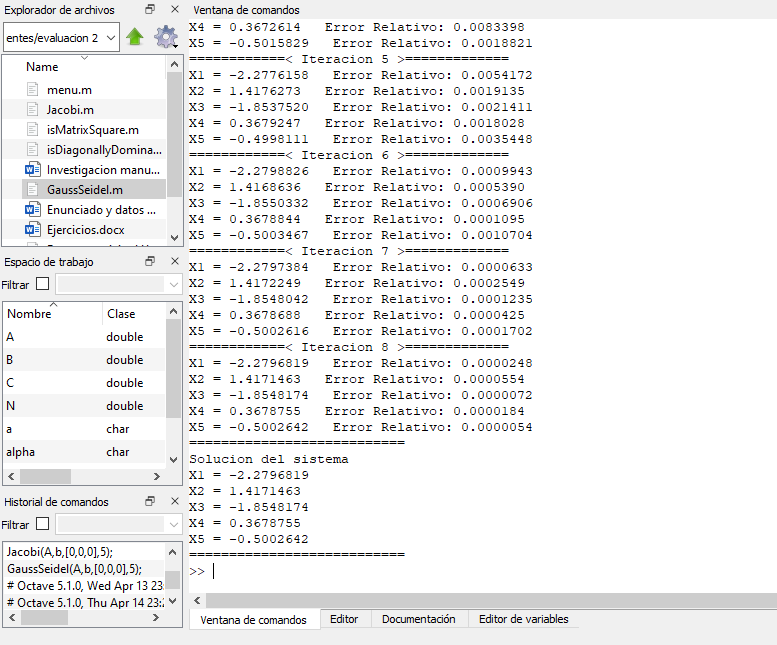 Explorador de archivos
entes/evaluacion 2
Name
menu.m
Jacobi.m
isMatrixSquare.m
isDiagonallyDomina...
Investigacion manu...
GaussSeidel.m
Enunciado y datos ...
Ejercicios.docx
Espacio de trabajo
Filtrar
Nombre Clase
A double
B double
C double
N double
a char
alpha char
Historial de comandos
Filtrar
Jacobi(A,b,[0,0,0],5);
GaussSeidel(A,b,[0,0,0],5);
# Octave 5.1.0, Wed Apr 13 23:
# Octave 5.1.0, Thu Apr 14 23:2
Ventana de comandos
X4 = 0.3672614 Error Relativo: 0.0083398
X5 = -0.5015829 Error Relativo: 0.0018821
============< Iteracion 5 >=============
X1 = -2.2776158 Error Relativo: 0.0054172
X2 = 1.4176273 Error Relativo: 0.0019135
X3 = -1.8537520 Error Relativo: 0.0021411
X4 = 0.3679247 Error Relativo: 0.0018028
X5 = -0.4998111 Error Relativo: 0.0035448
============< Iteracion 6 >=============
X1 = -2.2798826 Error Relativo: 0.0009943
X2 = 1.4168636 Error Relativo: 0.0005390
X3 = -1.8550332 Error Relativo: 0.0006906
X4 = 0.3678844 Error Relativo: 0.0001095
X5 = -0.5003467 Error Relativo: 0.0010704
============< Iteracion 7 >=============
X1 = -2.2797384 Error Relativo: 0.0000633
X2 = 1.4172249 Error Relativo: 0.0002549
X3 = -1.8548042 Error Relativo: 0.0001235
X4 = 0.3678688 Error Relativo: 0.0000425
X5 = -0.5002616 Error Relativo: 0.0001702
============< Iteracion 8 >=============
X1 = -2.2796819 Error Relativo: 0.0000248
X2 = 1.4171463 Error Relativo: 0.0000554
X3 = -1.8548174 Error Relativo: 0.0000072
X4 = 0.3678755 Error Relativo: 0.0000184
X5 = -0.5002642 Error Relativo: 0.0000054
===========================
Solucion del sistema
X1 = -2.2796819
X2 = 1.4171463
X3 = -1.8548174
X4 = 0.3678755
X5 = -0.5002642
===========================
>>
Ventana de comandos Editor Documentación Editor de variables